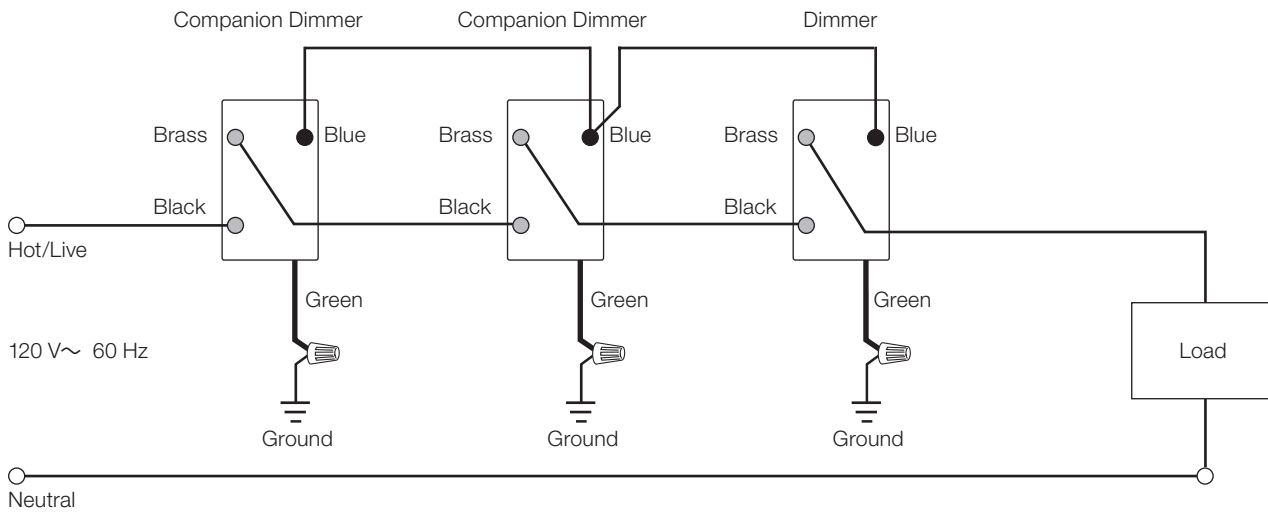 Companion Dimmer
Companion Dimmer
Dimmer
Brass
Blue
Brass
Blue
Brass
Blue
Black
Black
Black
Hot/Live
Green
Green
Green
120 V~ 60 Hz
Load
Ground
Ground
Ground
Neutral